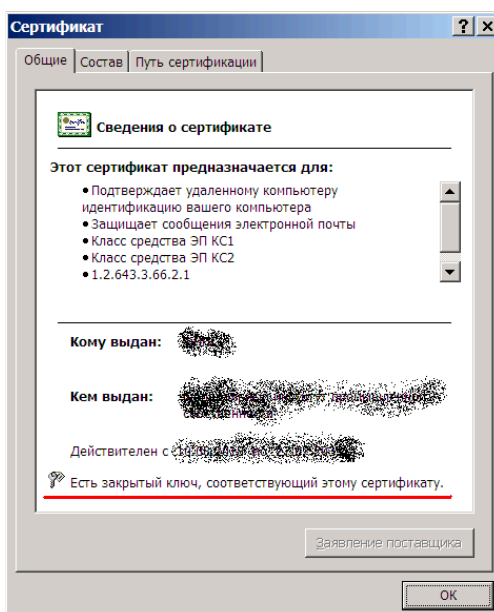 Сертификат
Общие Состав Путь сертификации
Сведения о сертификате
Этот сертификат предназначается для:
• Подтверждает удаленному компьютеру
идентификацию вашего компьютера
• Защищает сообщения электронной почты
• Класс средства ЭП КС1
• Класс средства ЭП КС2
• 1.2.643.3.66.2.1
Кому выдан:
Кем выдан:
Действителен с
Есть закрытый ключ, соответствующий этому сертификату.
Заявление поставщика
ОК